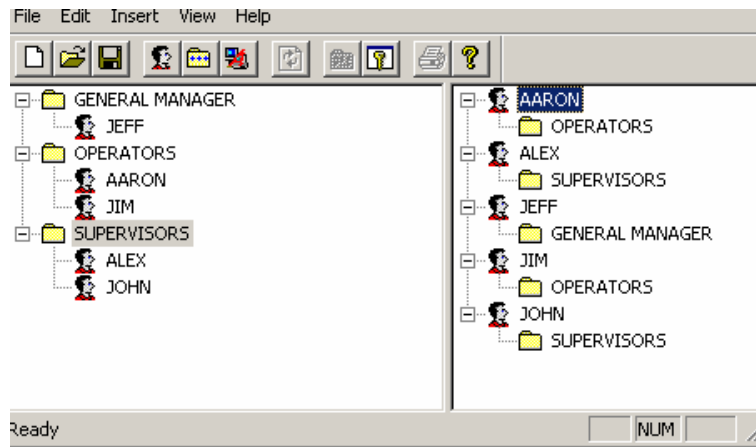 File Edit Insert View Help
GENERAL MANAGER
JEFF
OPERATORS
AARON
JIM
SUPERVISORS
ALEX
JOHN
AARON
OPERATORS
ALEX
SUPERVISORS
JEFF
GENERAL MANAGER
JIM
OPERATORS
JOHN
SUPERVISORS
Ready
NUM